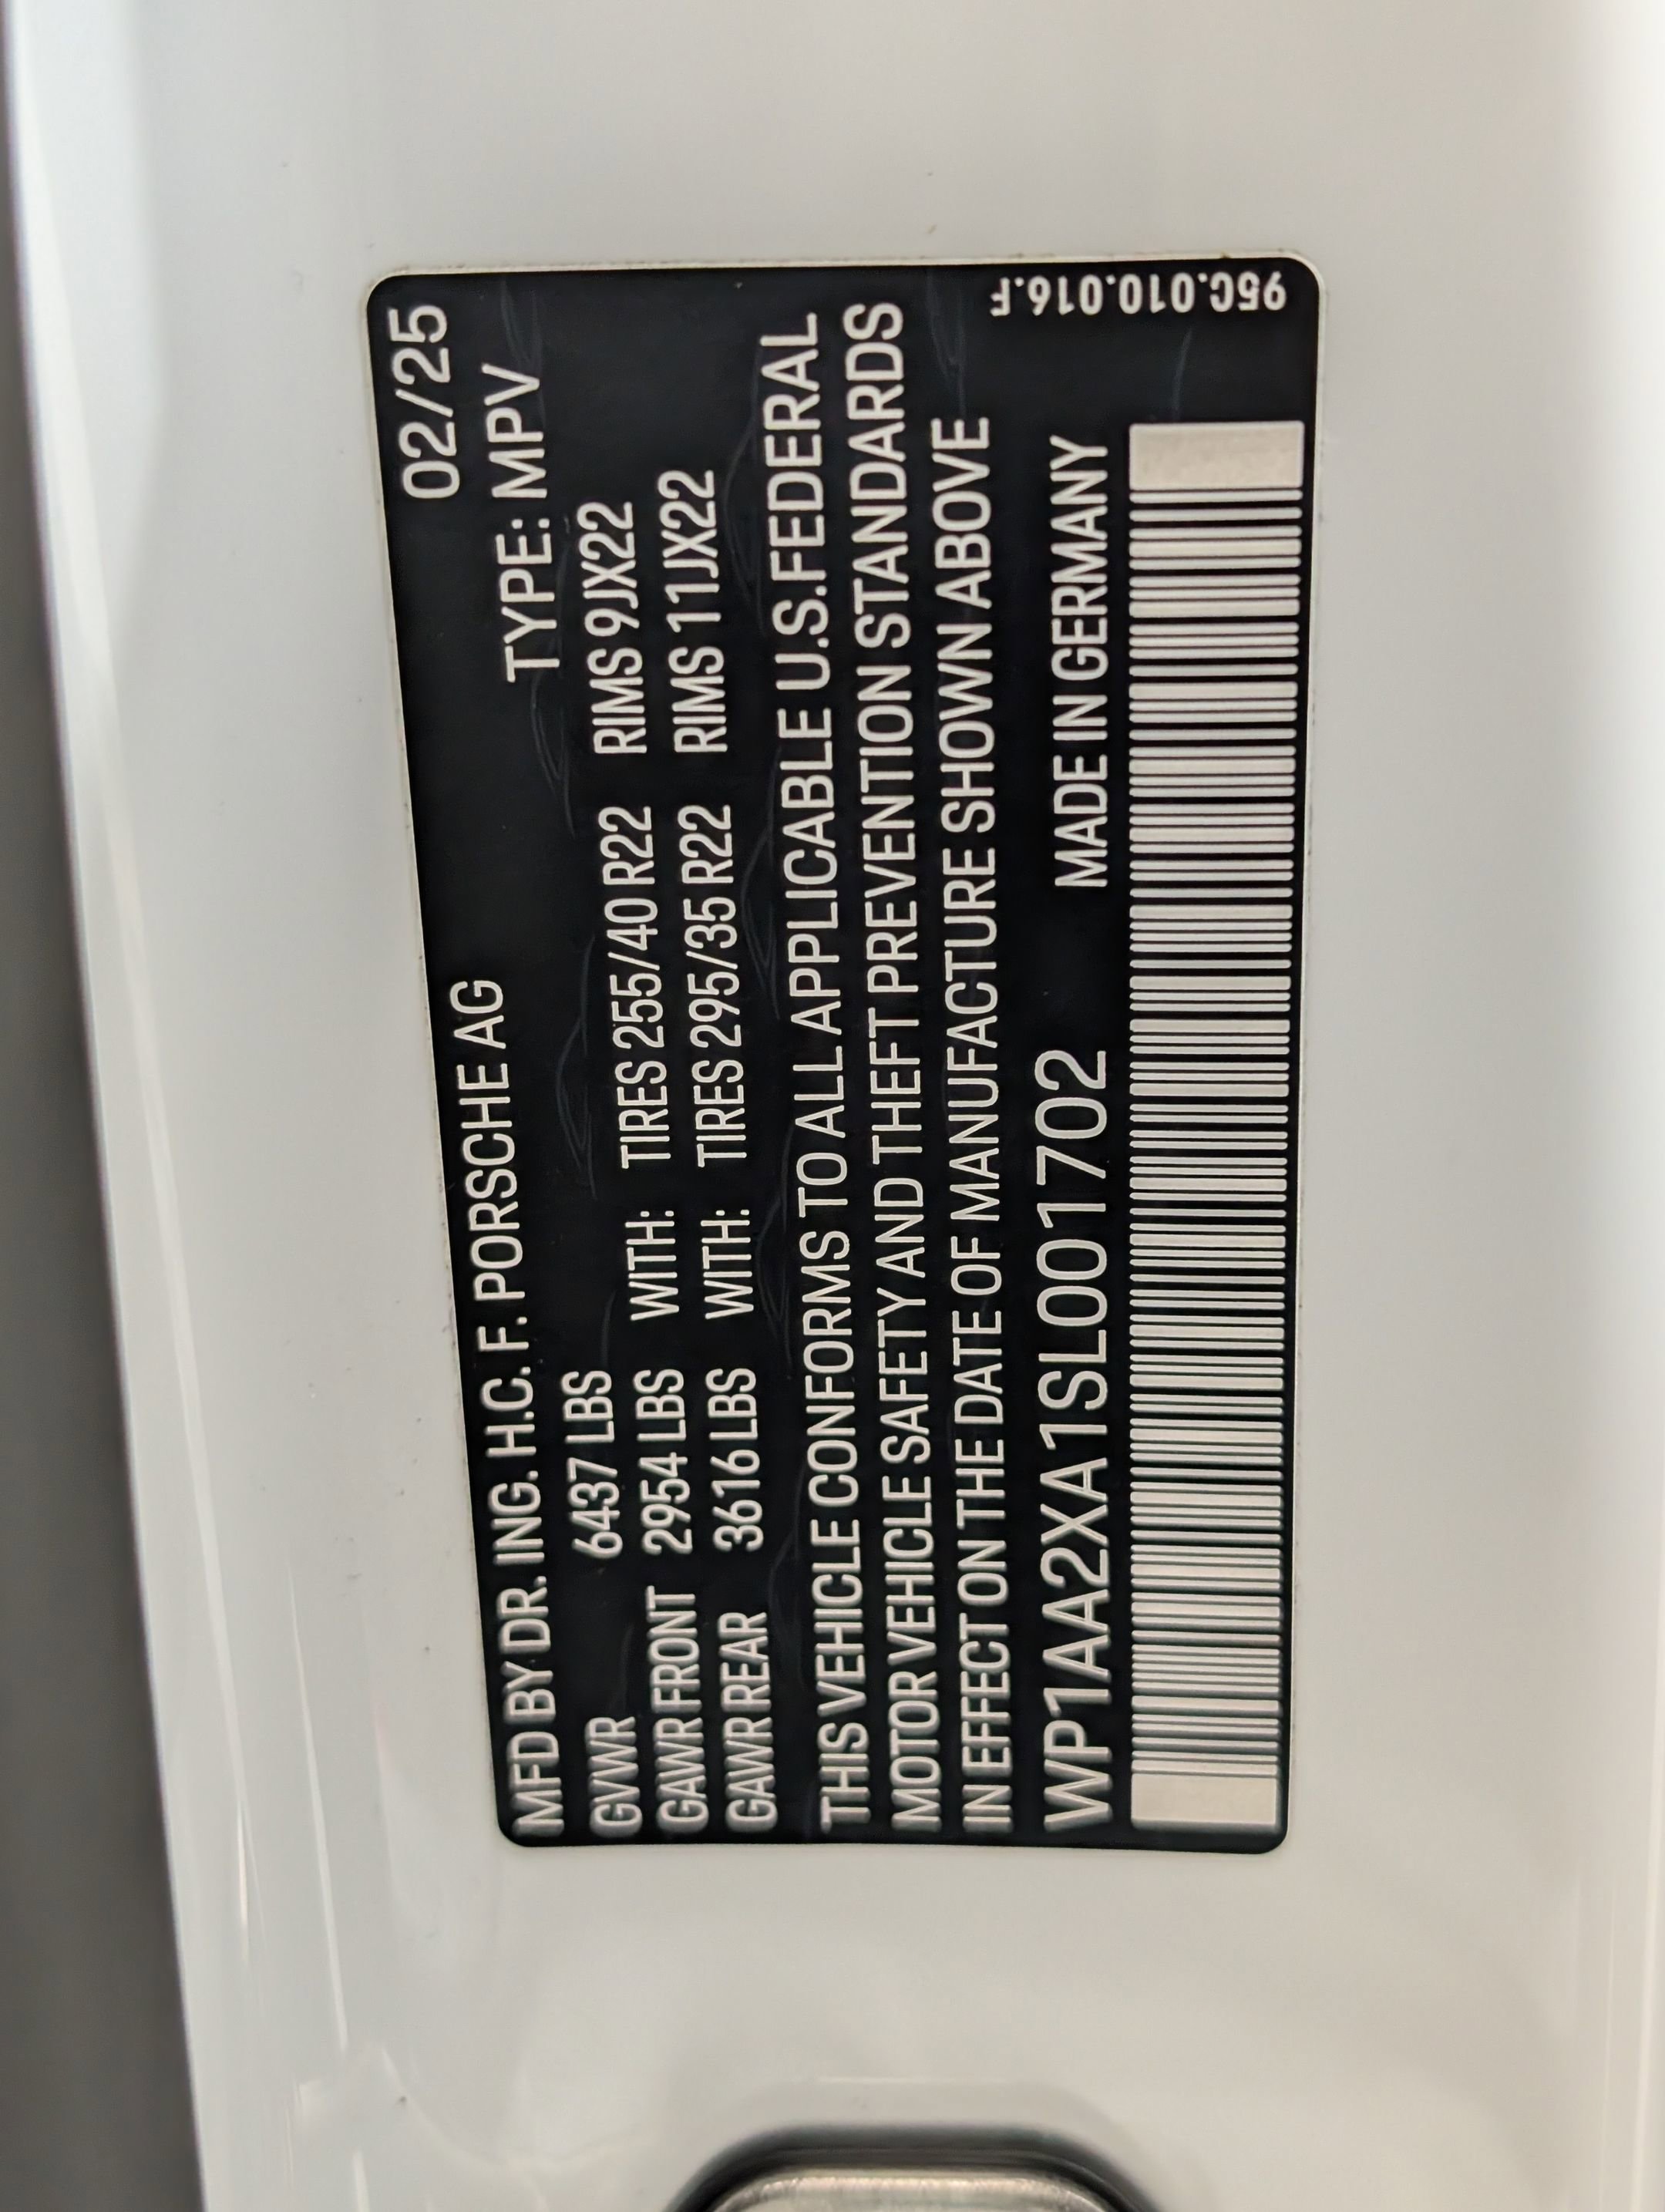 MFD BY DR. ING. H.C. F. PORSCHE AG 02/25
TYPE: MPV
GVWR 6437 LBS
GAWR FRONT 2954 LBS WITH: TIRES 255/40 R22 RIMS 9JX22
GAWR REAR 3616 LBS WITH: TIRES 295/35 R22 RIMS 11JX22
THIS VEHICLE CONFORMS TO ALL APPLICABLE U.S.FEDERAL
MOTOR VEHICLE SAFETY AND THEFT PREVENTION STANDARDS
IN EFFECT ON THE DATE OF MANUFACTURE SHOWN ABOVE
WP1AA2XA1SL001702 MADE IN GERMANY
95C.010.016.F